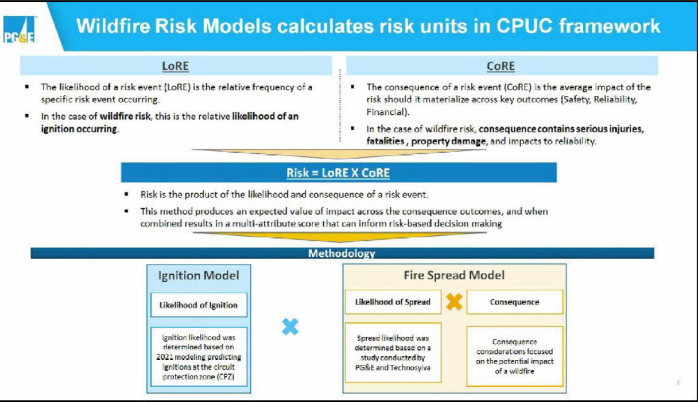 PG&E
Wildfire Risk Models calculates risk units in CPUC framework
LoRE
▪ The likelihood of a risk event (LoRE) is the relative frequency of a
specific risk event occurring.
▪ In the case of wildfire risk, this is the relative likelihood of an
ignition occurring.
CoRE
▪ The consequence of a risk event (CoRE) is the average impact of the
risk should it materialize across key outcomes (Safety, Reliability,
Financial).
▪ In the case of wildfire risk, consequence contains serious injuries,
fatalities , property damage, and impacts to reliability.
Risk = LoRE X CoRE
▪ Risk is the product of the likelihood and consequence of a risk event.
▪ This method produces an expected value of impact across the consequence outcomes, and when
combined results in a multi-attribute score that can inform risk-based decision making
Methodology
Ignition Model
Likelihood of Ignition
Ignition likelihood was
determined based on
2021 modeling predicting
ignitions at the circuit
protection zone (CPZ)
Fire Spread Model
Likelihood of Spread
Spread likelihood was
determined based on a
study conducted by
PG&E and Technosylva
Consequence
Consequence
considerations focused
on the potential impact
of a wildfire